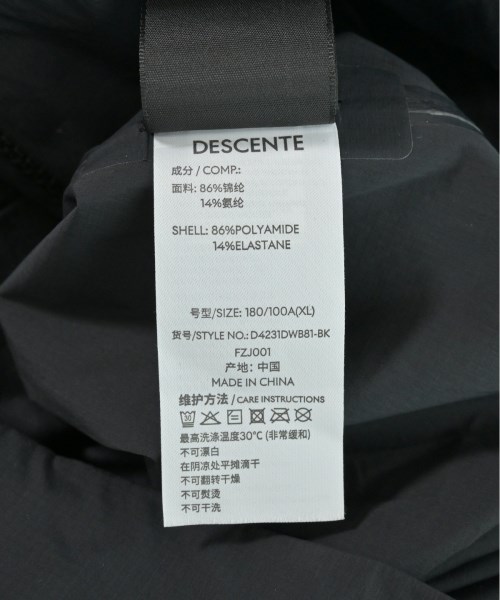 DESCENTE
成分 / COMP.:
面料: 86%锦纶
14%氨纶
SHELL: 86%POLYAMIDE
14%ELASTANE
号型/SIZE: 180/100A(XL)
货号/STYLE NO.: D4231DWB81-BK
FZJ001
产地: 中国
MADE IN CHINA
维护方法 / CARE INSTRUCTIONS
30
最高洗涤温度30℃ (非常缓和)
不可漂白
在阴凉处平摊滴干
不可翻转干燥
不可熨烫
不可干洗